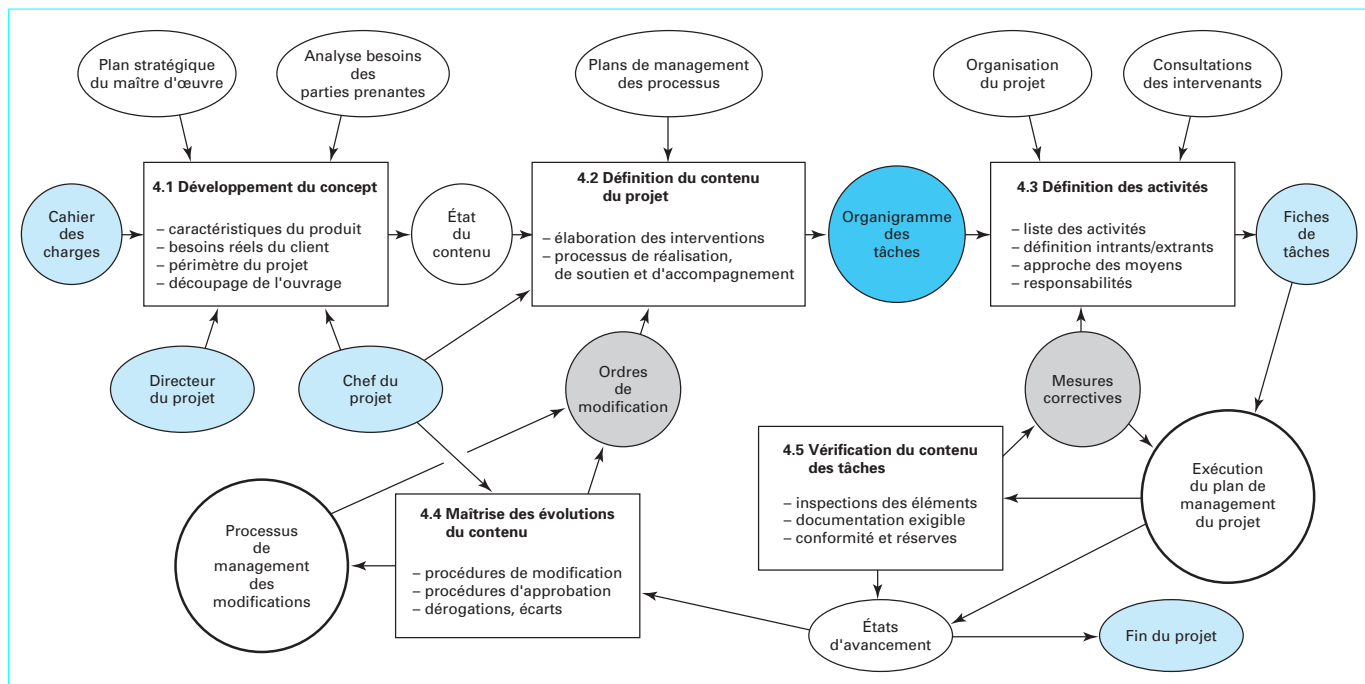 Plan stratégique
du maître d'œuvre
Analyse besoins
des
parties prenantes
Plans de management
des processus
Organisation
du projet
Consultations
des intervenants
Cahier
des
charges
4.1 Développement du concept
– caractéristiques du produit
– besoins réels du client
– périmètre du projet
– découpage de l'ouvrage
État
du
contenu
4.2 Définition du contenu
du projet
– élaboration des interventions
– processus de réalisation,
de soutien et d'accompagnement
Organigramme
des
tâches
4.3 Définition des activités
– liste des activités
– définition intrants/extrants
– approche des moyens
– responsabilités
Fiches
de
tâches
Directeur
du projet
Chef du
projet
Ordres
de
modification
Mesures
correctives
4.5 Vérification du contenu
des tâches
– inspections des éléments
– documentation exigible
– conformité et réserves
Exécution
du plan de
management
du projet
Processus
de
management
des
modifications
4.4 Maîtrise des évolutions
du contenu
– procédures de modification
– procédures d'approbation
– dérogations, écarts
États
d'avancement
Fin du projet